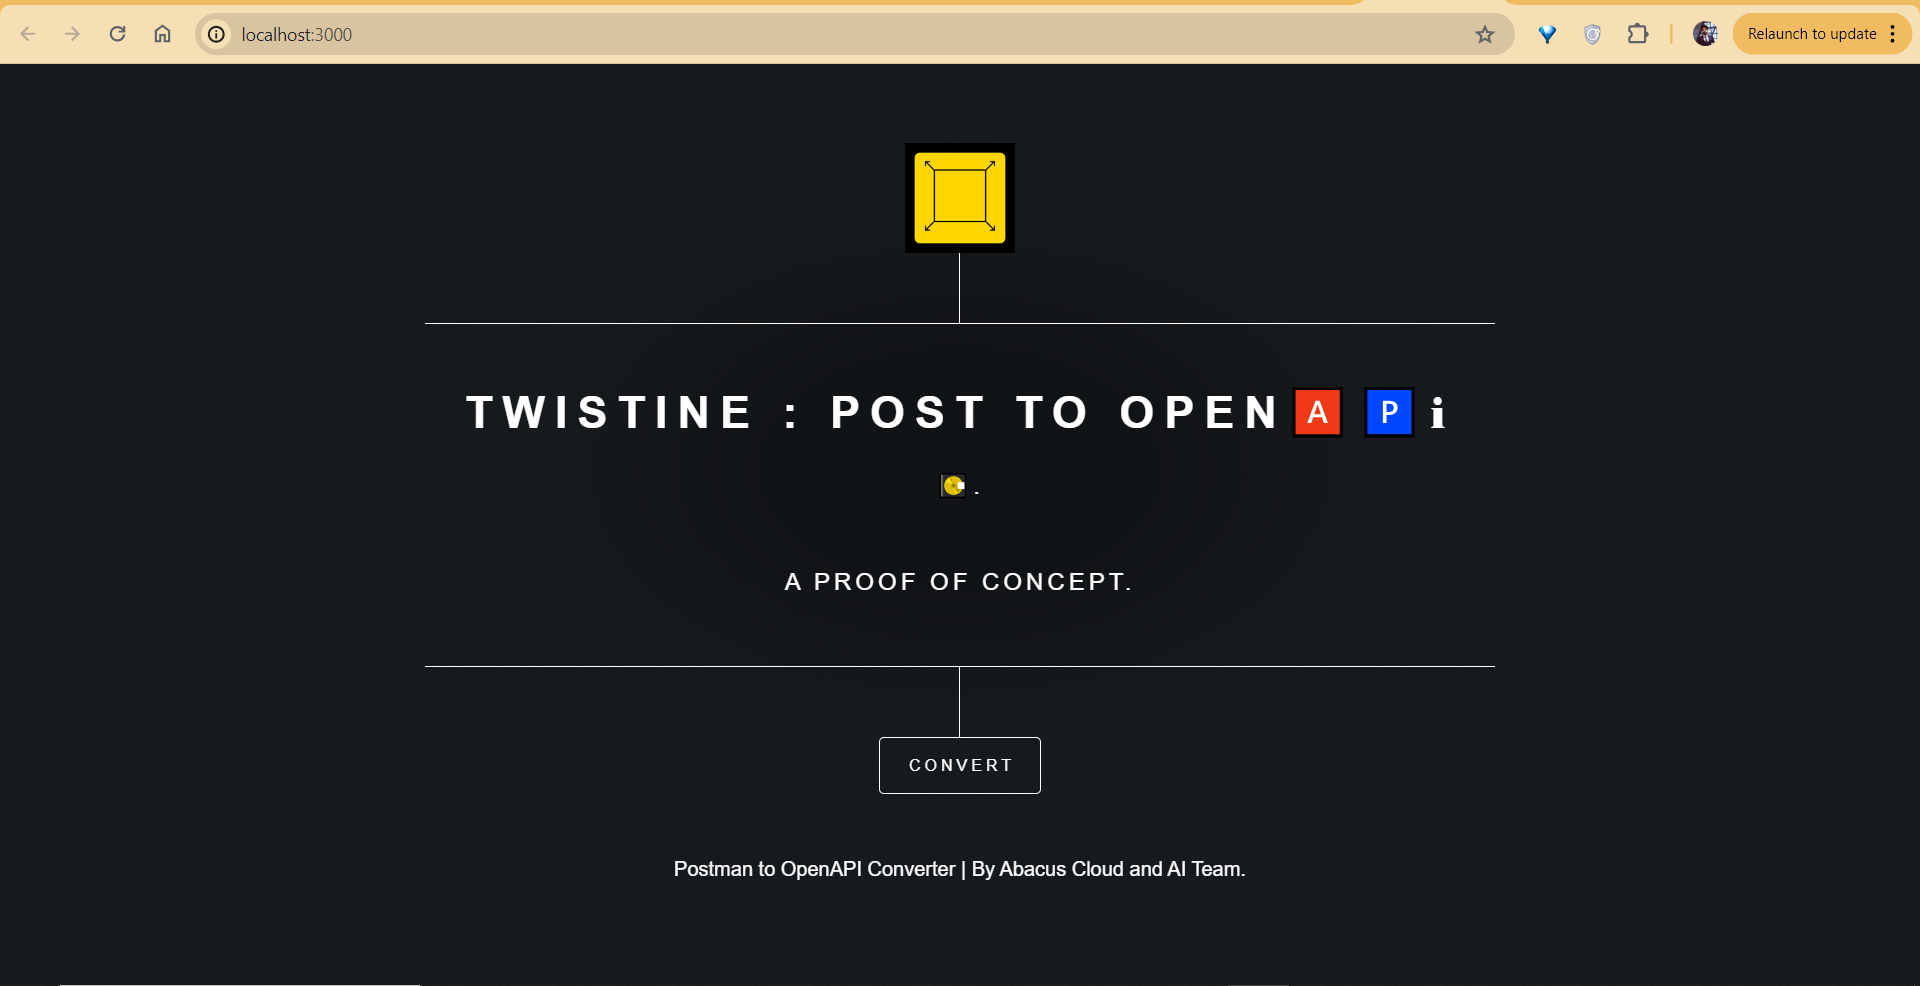 localhost:3000
Relaunch to update
TWISTINE : POST TO OPEN A P i
.
A PROOF OF CONCEPT.
CONVERT
Postman to OpenAPI Converter | By Abacus Cloud and AI Team.